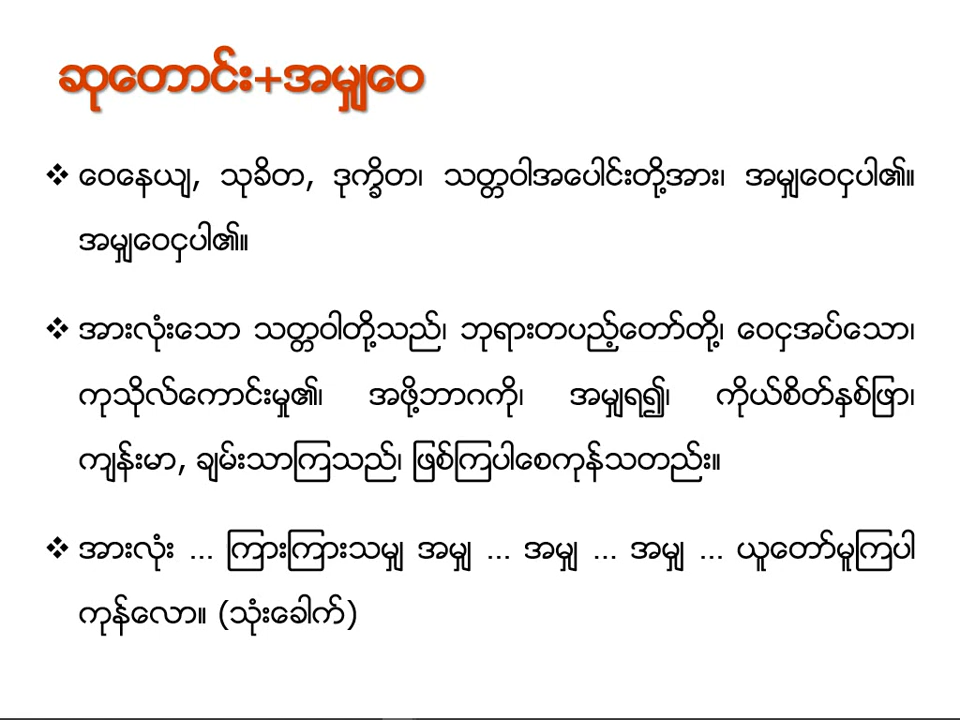 ဆုတောင်း+အမျှဝေ
❖ ဝေနေယျ, သုခိတ, ဒုက္ခိတ၊ သတ္တဝါအပေါင်းတို့အား၊ အမျှဝေငှပါ၏။
အမျှဝေငှပါ၏။
❖ အားလုံးသော သတ္တဝါတို့သည်၊ ဘုရားတပည့်တော်တို့၊ ဝေငှအပ်သော၊
ကုသိုလ်ကောင်းမှု၏၊ အဖို့ဘာဂကို၊ အမျှရ၍၊ ကိုယ်စိတ်နှစ်ဖြာ၊
ကျန်းမာ, ချမ်းသာကြသည်၊ ဖြစ်ကြပါစေကုန်သတည်း။
❖ အားလုံး ... ကြားကြားသမျှ အမျှ ... အမျှ ... အမျှ ... ယူတော်မူကြပါ
ကုန်လော။ (သုံးခေါက်)